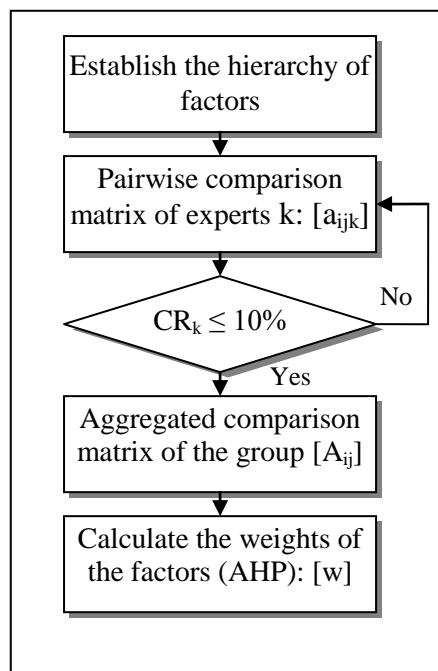 Establish the hierarchy of
factors
Pairwise comparison
matrix of experts k: [aijk]
No
CRk ≤ 10%
Yes
Aggregated comparison
matrix of the group [Aij]
Calculate the weights of
the factors (AHP): [w]